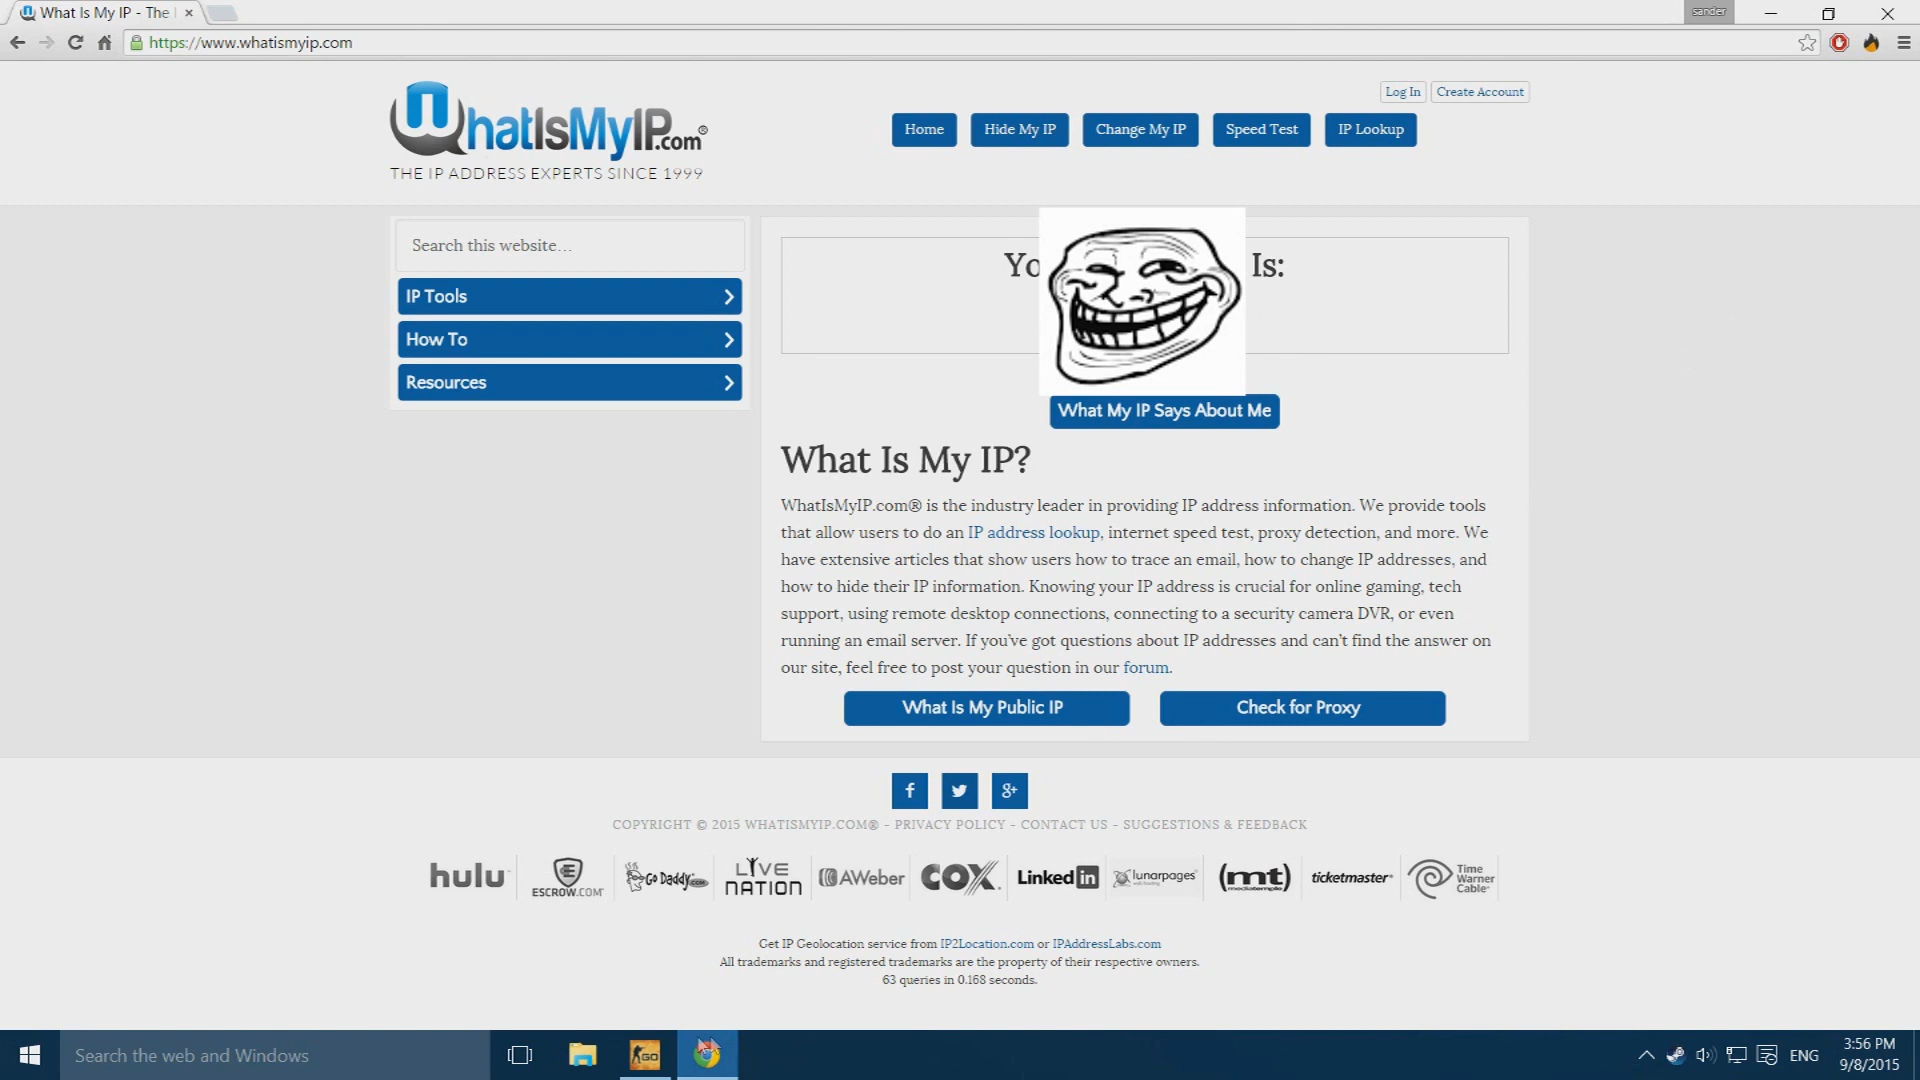 What Is My IP - The
sander
https://www.whatismyip.com
Log In
Create Account
WhatIsMyIP.com®
THE IP ADDRESS EXPERTS SINCE 1999
Home
Hide My IP
Change My IP
Speed Test
IP Lookup
Search this website...
IP Tools
How To
Resources
Is:
What My IP Says About Me
What Is My IP?
WhatIsMyIP.com® is the industry leader in providing IP address information. We provide tools
that allow users to do an IP address lookup, internet speed test, proxy detection, and more. We
have extensive articles that show users how to trace an email, how to change IP addresses, and
how to hide their IP information. Knowing your IP address is crucial for online gaming, tech
support, using remote desktop connections, connecting to a security camera DVR, or even
running an email server. If you've got questions about IP addresses and can't find the answer on
our site, feel free to post your question in our forum.
What Is My Public IP
Check for Proxy
COPYRIGHT © 2015 WHATISMYIP.COM® - PRIVACY POLICY - CONTACT US - SUGGESTIONS & FEEDBACK
hulu
ESCROW.COM
Go Daddy.COM
LIVE NATION
AWeber
COX
LinkedIn
lunarpages
(mt) mediatemple
ticketmaster
Time Warner Cable
Get IP Geolocation service from IP2Location.com or IPAddressLabs.com
All trademarks and registered trademarks are the property of their respective owners.
63 queries in 0.168 seconds.
Search the web and Windows
GO
ENG
3:56 PM
9/8/2015